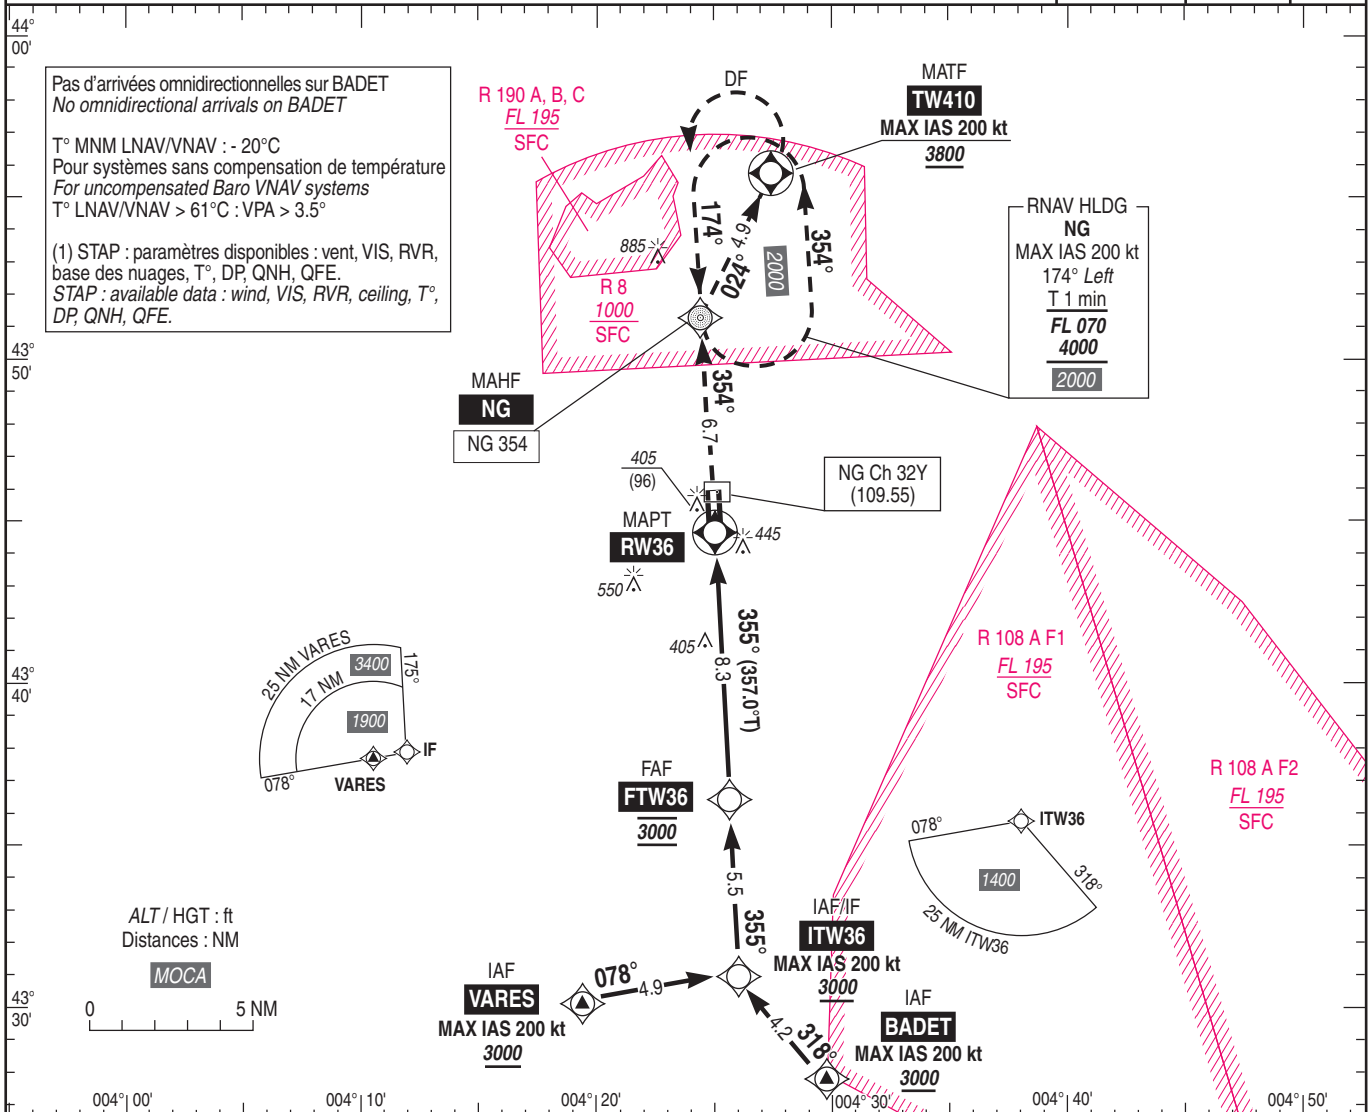 44°
00'
Pas d'arrivées omnidirectionnelles sur BADET
No omnidirectional arrivals on BADET
T° MNM LNAV/VNAV : - 20°C
Pour systèmes sans compensation de température
For uncompensated Baro VNAV systems
T° LNAV/VNAV > 61°C : VPA > 3.5°
(1) STAP : paramètres disponibles : vent, VIS, RVR,
base des nuages, T°, DP, QNH, QFE.
STAP : available data : wind, VIS, RVR, ceiling, T°,
DP, QNH, QFE.
R 190 A, B, C
FL 195
SFC
DF
MATF
TW410
MAX IAS 200 kt
3800
RNAV HLDG
NG
MAX IAS 200 kt
174° Left
T 1 min
FL 070
4000
2000
174°
024°
4.9
2000
354°
885
R 8
1000
SFC
43°
50'
MAHF
NG
NG 354
354°
6.7
405
(96)
NG Ch 32Y
(109.55)
MAPT
RW36
445
550
405
355° (357.0°T)
8.3
R 108 A F1
FL 195
SFC
R 108 A F2
FL 195
SFC
43°
40'
25 NM VARES
3400
175°
17 NM
1900
IF
078°
VARES
FAF
FTW36
3000
078°
ITW36
1400
318°
25 NM ITW36
5.5
355°
IAF/IF
ITW36
MAX IAS 200 kt
3000
ALT / HGT : ft
Distances : NM
MOCA
0
5 NM
43°
30'
IAF
VARES
MAX IAS 200 kt
3000
078°
4.9
4.2
318°
IAF
BADET
MAX IAS 200 kt
3000
004° 00'
004° 10'
004° 20'
004° 30'
004° 40'
004° 50'